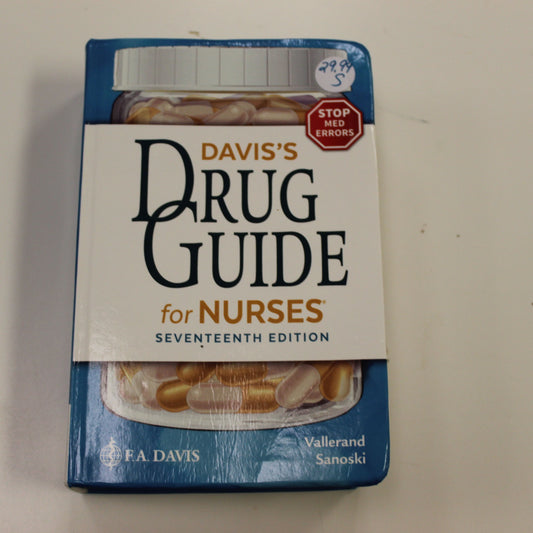 29.99
S
STOP
MED
ERRORS
DAVIS'S
DRUG
GUIDE
for NURSES®
SEVENTEENTH EDITION
F.A. DAVIS
Vallerand
Sanoski